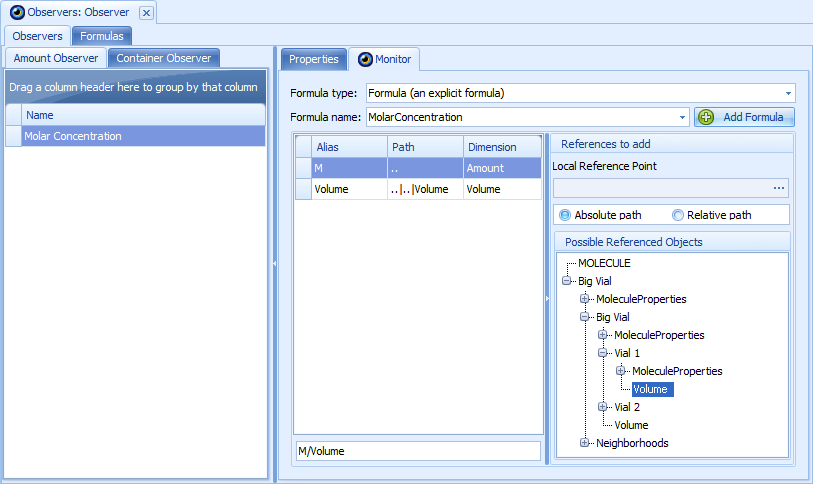 Observers: Observer
Observers Formulas
Amount Observer Container Observer
Drag a column header here to group by that column
Name
Molar Concentration
Properties Monitor
Formula type: Formula (an explicit formula)
Formula name: MolarConcentration Add Formula
Alias Path Dimension
M .. Amount
Volume ..|..|Volume Volume
M/Volume
References to add
Local Reference Point
...
Absolute path Relative path
Possible Referenced Objects
MOLECULE
Big Vial
MoleculeProperties
Big Vial
MoleculeProperties
Vial 1
MoleculeProperties
Volume
Vial 2
Volume
Neighborhoods